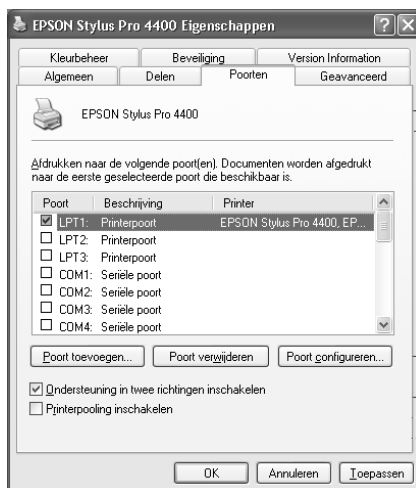 EPSON Stylus Pro 4400 Eigenschappen
Kleurbeheer Beveiliging Version Information
Algemeen Delen Poorten Geavanceerd
EPSON Stylus Pro 4400
Afdrukken naar de volgende poort(en). Documenten worden afgedrukt
naar de eerste geselecteerde poort die beschikbaar is.
Poort Beschrijving Printer
LPT1: Printerpoort EPSON Stylus Pro 4400, EP...
LPT2: Printerpoort
LPT3: Printerpoort
COM1: Seriële poort
COM2: Seriële poort
COM3: Seriële poort
COM4: Seriële poort
Poort toevoegen... Poort verwijderen Poort configureren...
Ondersteuning in twee richtingen inschakelen
Printerpooling inschakelen
OK Annuleren Toepassen